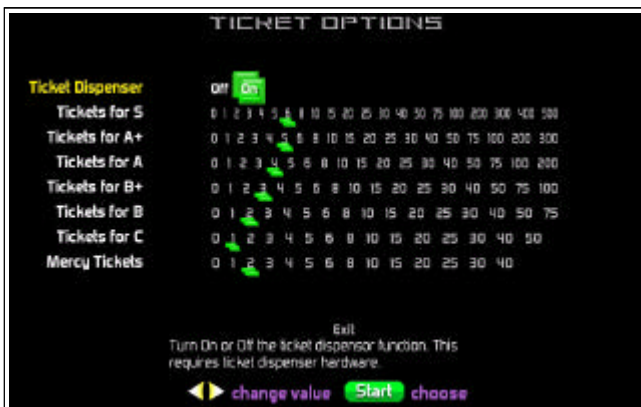 TICKET OPTIONS
Ticket Dispenser Off On
Tickets for S 0 1 2 3 4 5 6 8 10 15 20 25 30 40 50 75 100 200 300 400 500
Tickets for A+ 0 1 2 3 4 5 6 8 10 15 20 25 30 40 50 75 100 200 300
Tickets for A 0 1 2 3 4 5 6 8 10 15 20 25 30 40 50 75 100 200
Tickets for B+ 0 1 2 3 4 5 6 8 10 15 20 25 30 40 50 75 100
Tickets for B 0 1 2 3 4 5 6 8 10 15 20 25 30 40 50 75
Tickets for C 0 1 2 3 4 5 6 8 10 15 20 25 30 40 50
Mercy Tickets 0 1 2 3 4 5 6 8 10 15 20 25 30 40
Exit
Turn On or Off the ticket dispensor function. This
requires ticket dispenser hardware.
change value Start choose